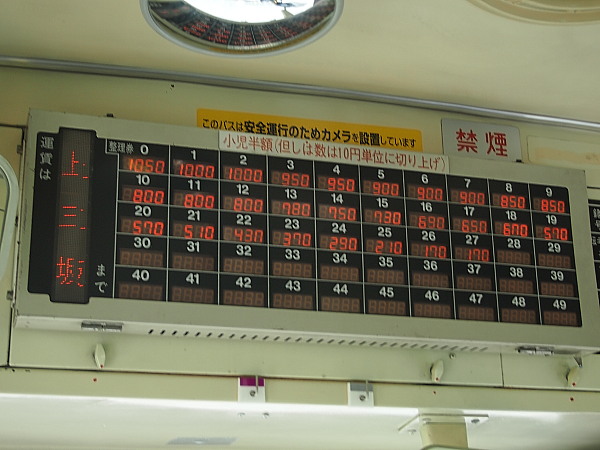 このバスは安全運行のためカメラを設置しています
小児半額(但しは数は10円単位に切り上げ)
禁煙
運賃は
上三坂
まで
整理券 0 1 2 3 4 5 6 7 8 9
1050 1000 1000 950 950 900 900 900 850 850
10 11 12 13 14 15 16 17 18 19
800 800 800 780 750 730 690 650 600 570
20 21 22 23 24 25 26 27 28 29
570 510 430 370 290 210 170 170
30 31 32 33 34 35 36 37 38 39
40 41 42 43 44 45 46 47 48 49